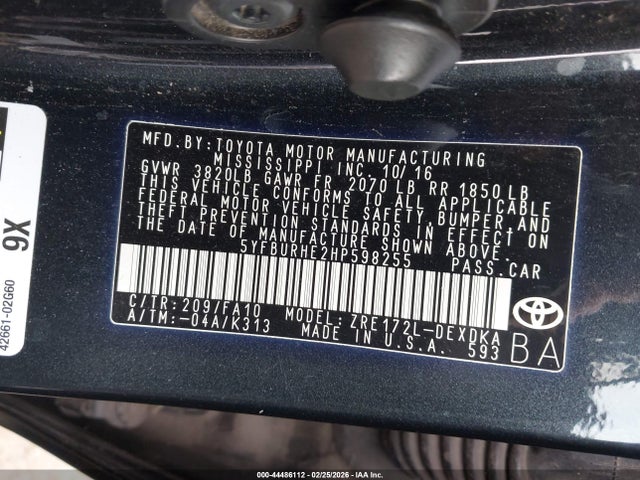 MFD.BY:TOYOTA MOTOR MANUFACTURING
MISSISSIPPI INC. 10/16
GVWR 3820LB GAWR FR 2070 LB RR 1850 LB
THIS VEHICLE CONFORMS TO ALL APPLICABLE
FEDERAL MOTOR VEHICLE SAFETY, BUMPER, AND
THEFT PREVENTION STANDARDS IN EFFECT ON
THE DATE OF MANUFACTURE SHOWN ABOVE.
5YFBURHE2HP598255 PASS.CAR
C/TR:209/FA10 MODEL:ZRE172L-DEXDKA
A/TM:-04A/K313 MADE IN U.S.A. 593
BA
9X
42661-02G60
000-44486112 - 02/25/2026 - IAA Inc.